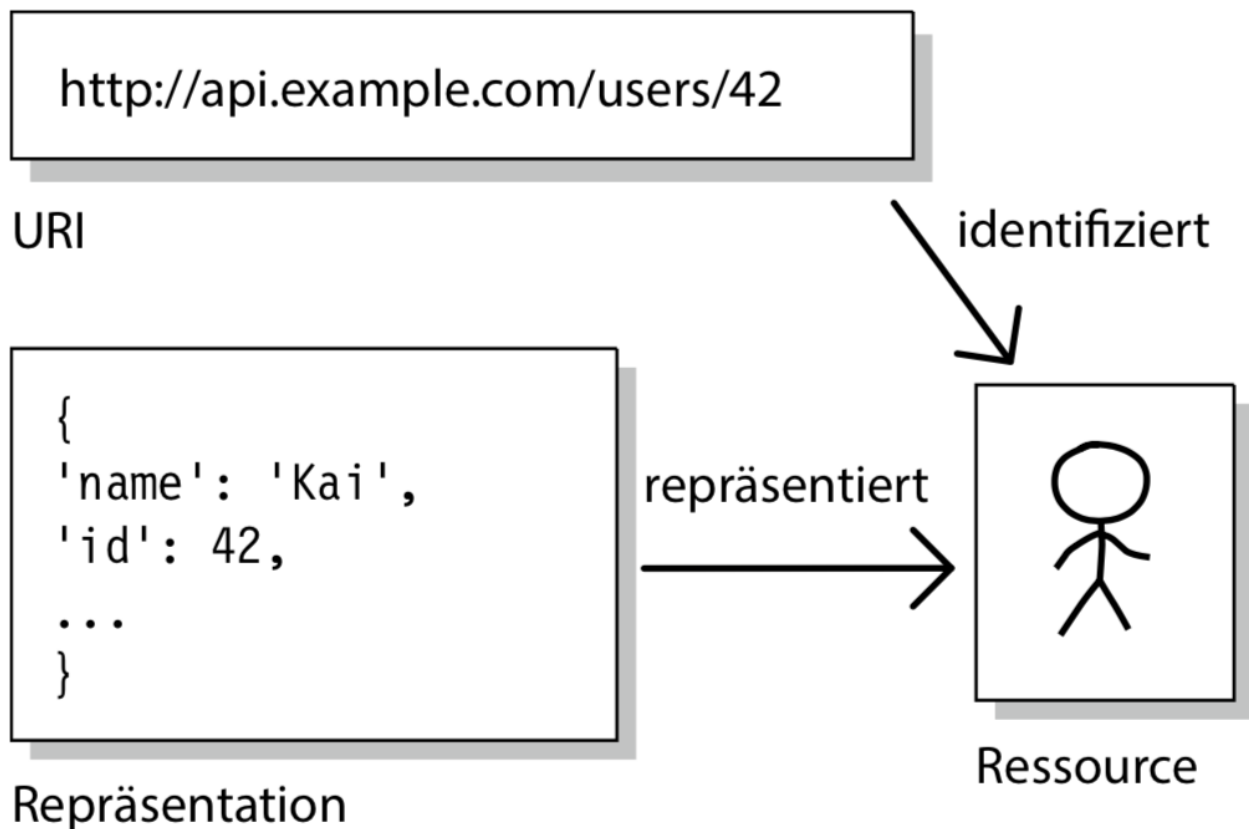 http://api.example.com/users/42
URI
identifiziert
{
'name': 'Kai',
'id': 42,
...
}
repräsentiert
Repräsentation
Ressource